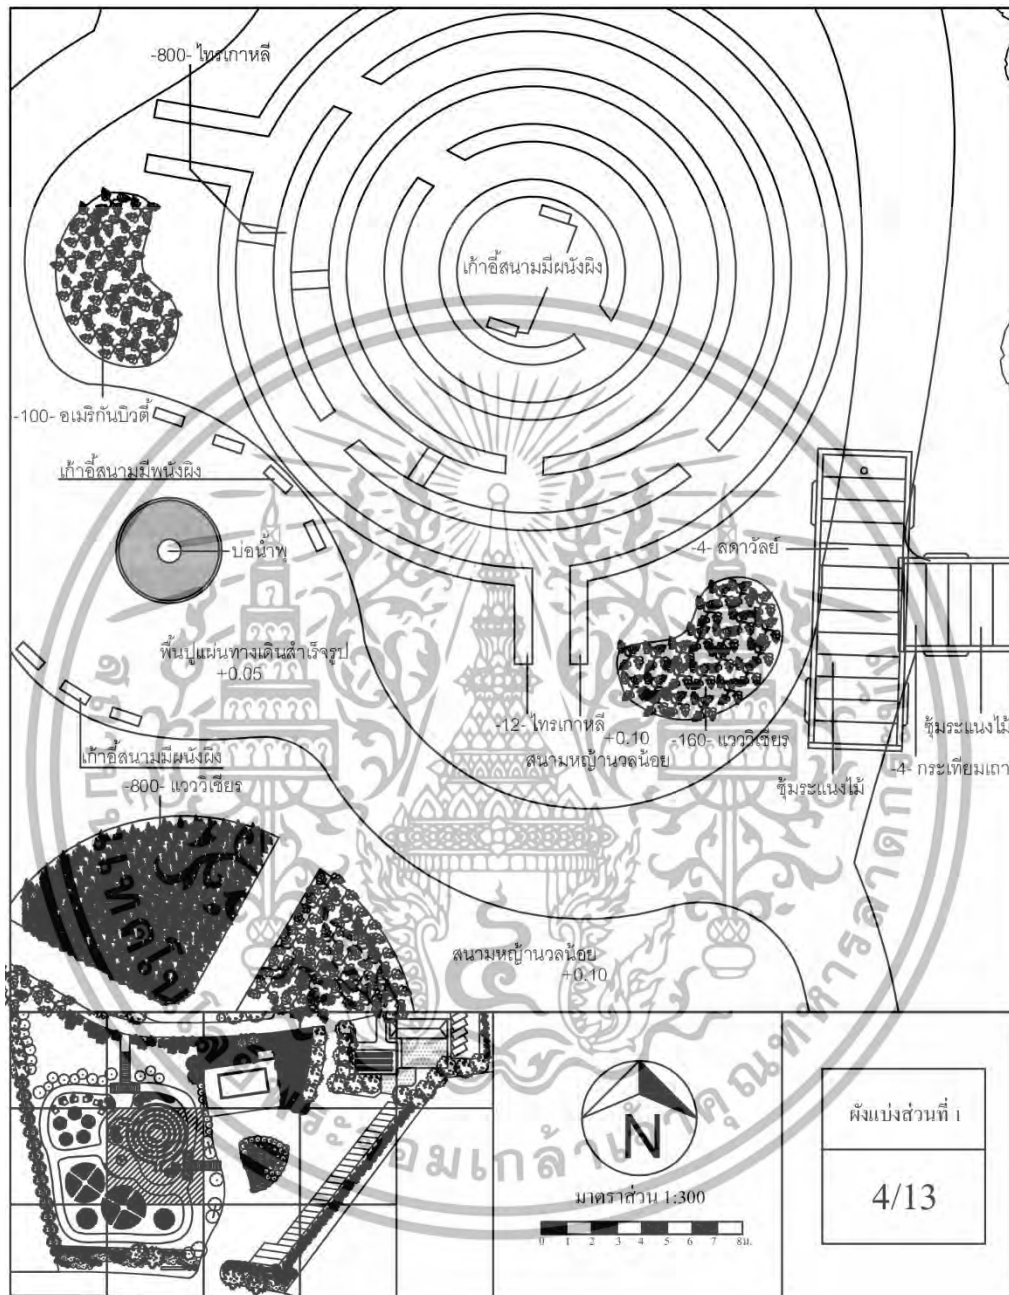 -800- ไทรเกาหลี
เก้าอี้สนามมีผนังผิง
-100- อเมริกันบิวตี้
เก้าอี้สนามมีพนังผิง
บ่อน้ำพุ
-4- สดาวัลย์
พื้นปูแผ่นทางเดินสำเร็จรูป
+0.05
-12- ไทรเกาหลี
+0.10
สนามหญ้านวลน้อย
-160- แวววิเชียร
ซุ้มระแนงไม้
-4- กระเทียมเถา
ซุ้มระแนงไม้
เก้าอี้สนามมีผนังผิง
-800- แวววิเชียร
สนามหญ้านวลน้อย
+0.10
N
มาตราส่วน 1:300
0 1 2 3 4 5 6 7 8ม.
ผังแบ่งส่วนที่ 1
4/13